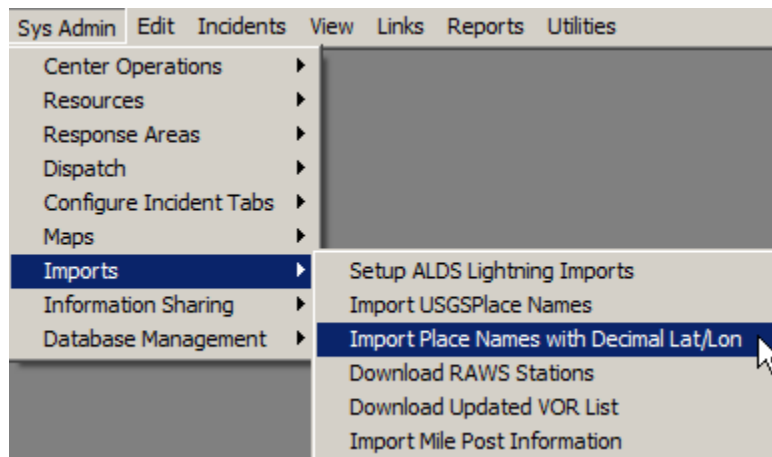 Sys Admin Edit Incidents View Links Reports Utilities
Center Operations
Resources
Response Areas
Dispatch
Configure Incident Tabs
Maps
Imports
Information Sharing
Database Management
Setup ALDS Lightning Imports
Import USGSPlace Names
Import Place Names with Decimal Lat/Lon
Download RAWS Stations
Download Updated VOR List
Import Mile Post Information